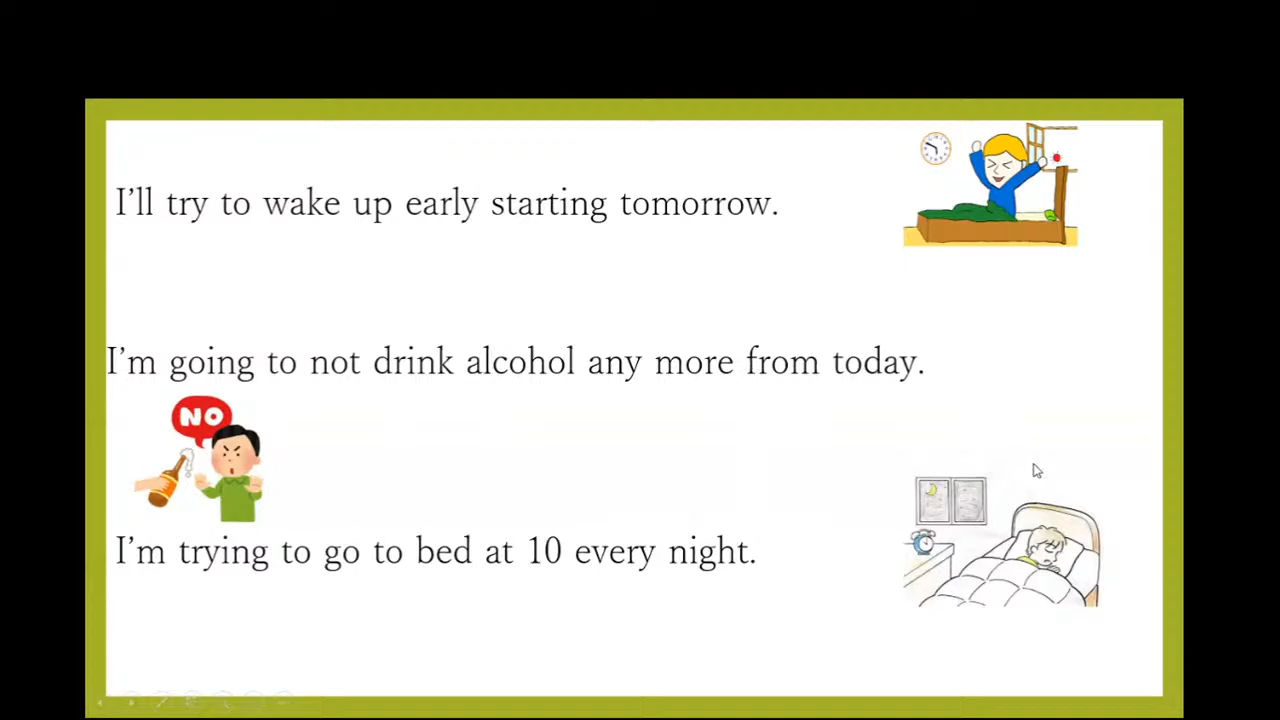 I'll try to wake up early starting tomorrow.
I'm going to not drink alcohol any more from today.
NO
I'm trying to go to bed at 10 every night.